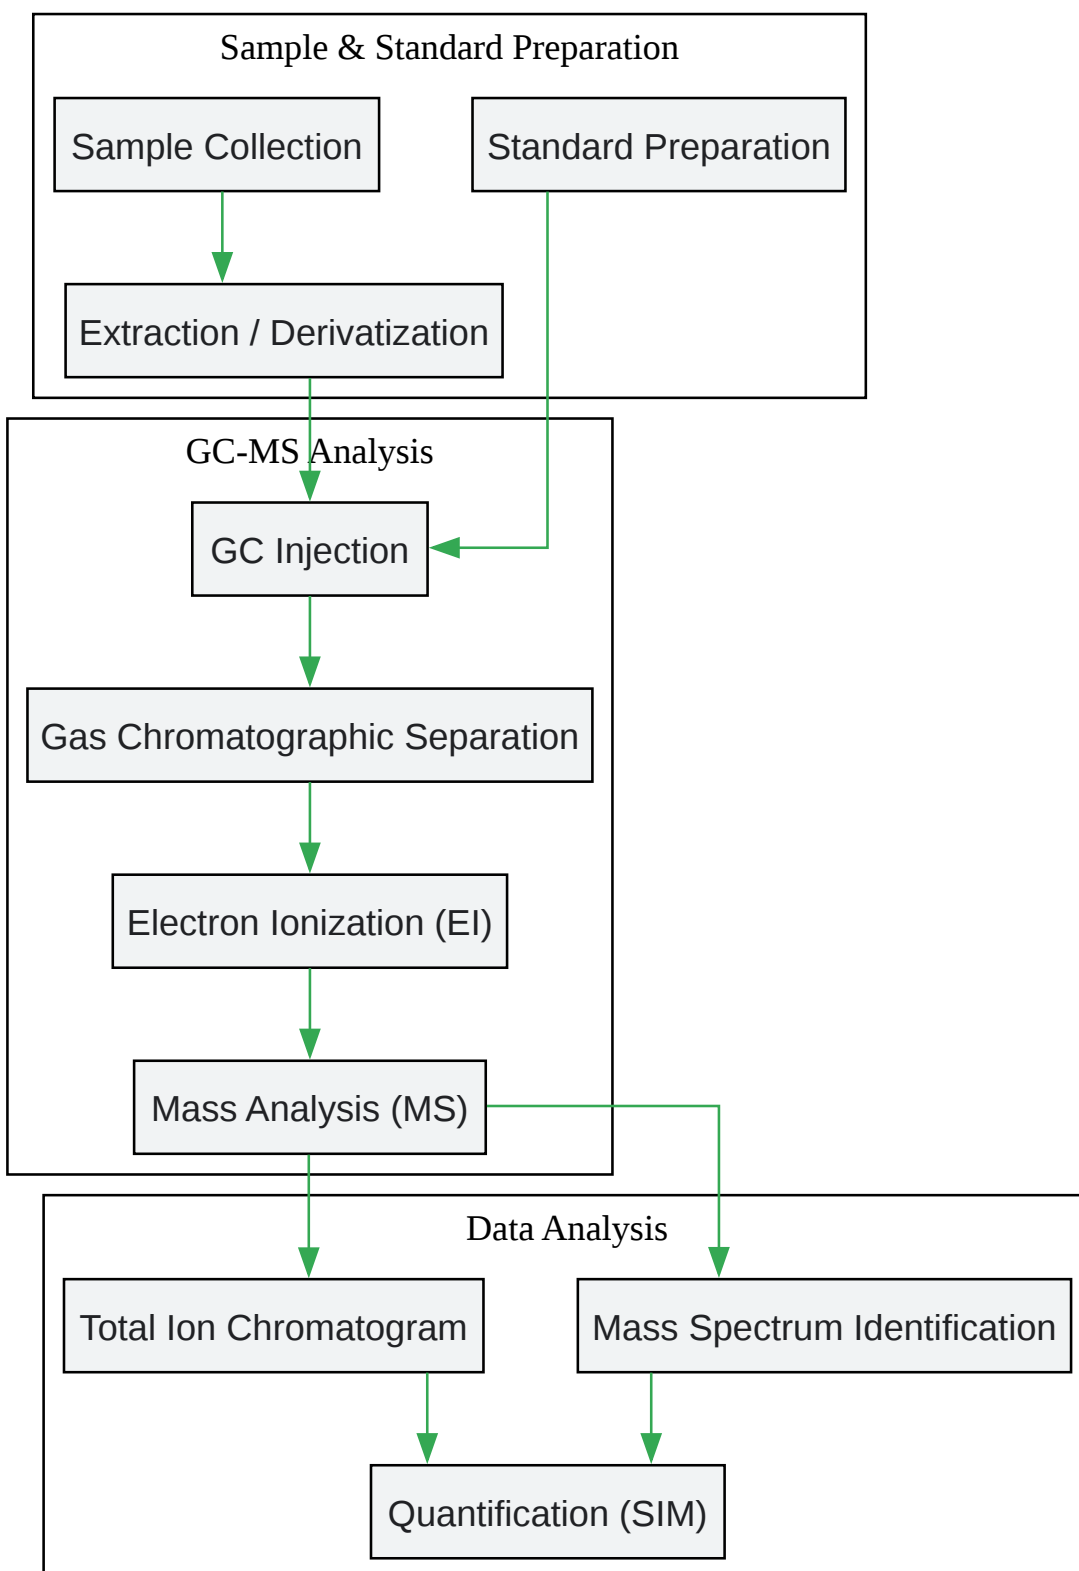 Sample & Standard Preparation
Sample Collection
Standard Preparation
Extraction / Derivatization
GC-MS Analysis
GC Injection
Gas Chromatographic Separation
Electron Ionization (EI)
Mass Analysis (MS)
Data Analysis
Total Ion Chromatogram
Mass Spectrum Identification
Quantification (SIM)